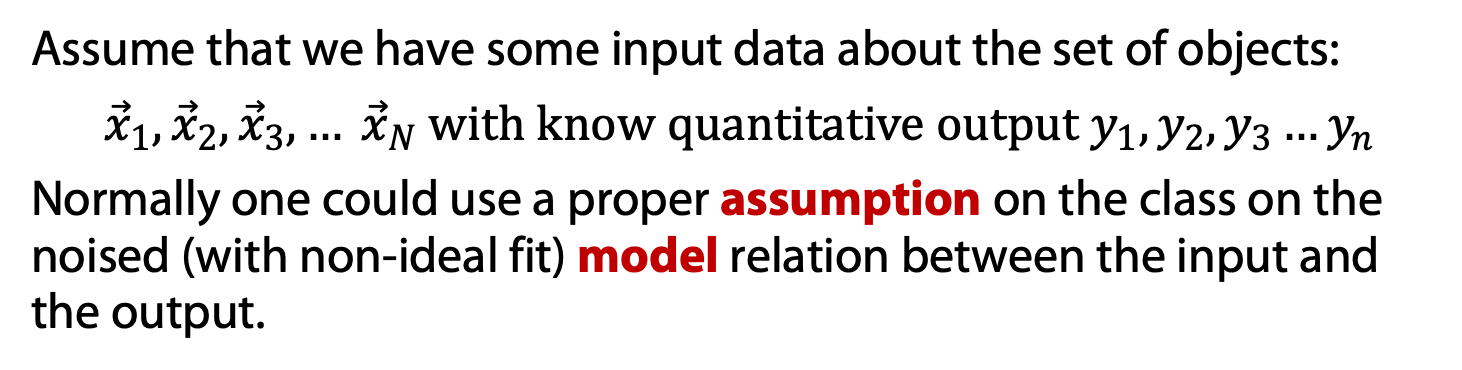 Assume that we have some input data about the set of objects:
x⃗₁, x⃗₂, x⃗₃, … x⃗_N with know quantitative output y₁, y₂, y₃ … yₙ
Normally one could use a proper assumption on the class on the
noised (with non-ideal fit) model relation between the input and
the output.